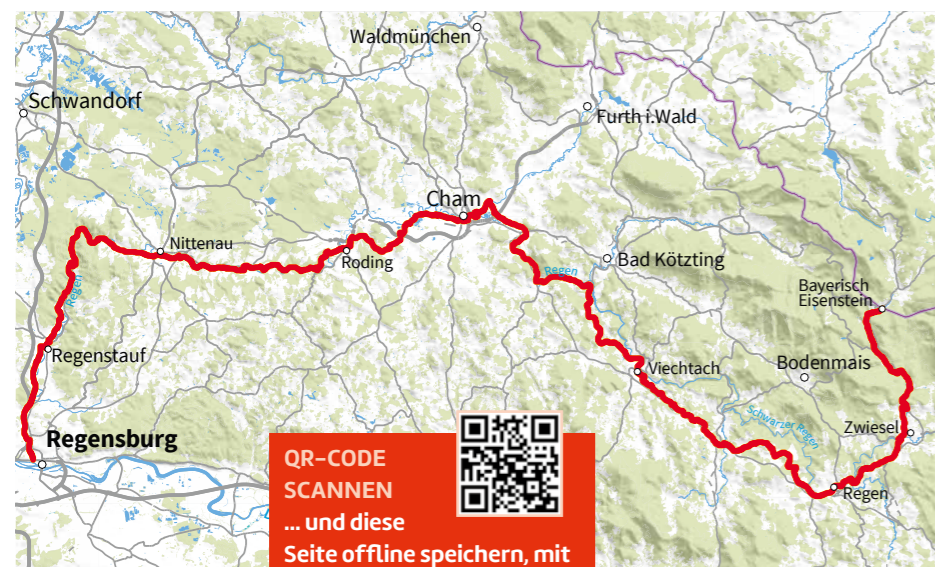 Waldmünchen
Schwandorf
Furth i.Wald
Cham
Nittenau
Roding
Regen
Bad Kötzting
Bayerisch
Eisenstein
Regen
Regenstauf
Viechtach
Bodenmais
Schwarzer Regen
Zwiesel
Regensburg
Regen
QR-CODE
SCANNEN
... und diese
Seite offline speichern, mit